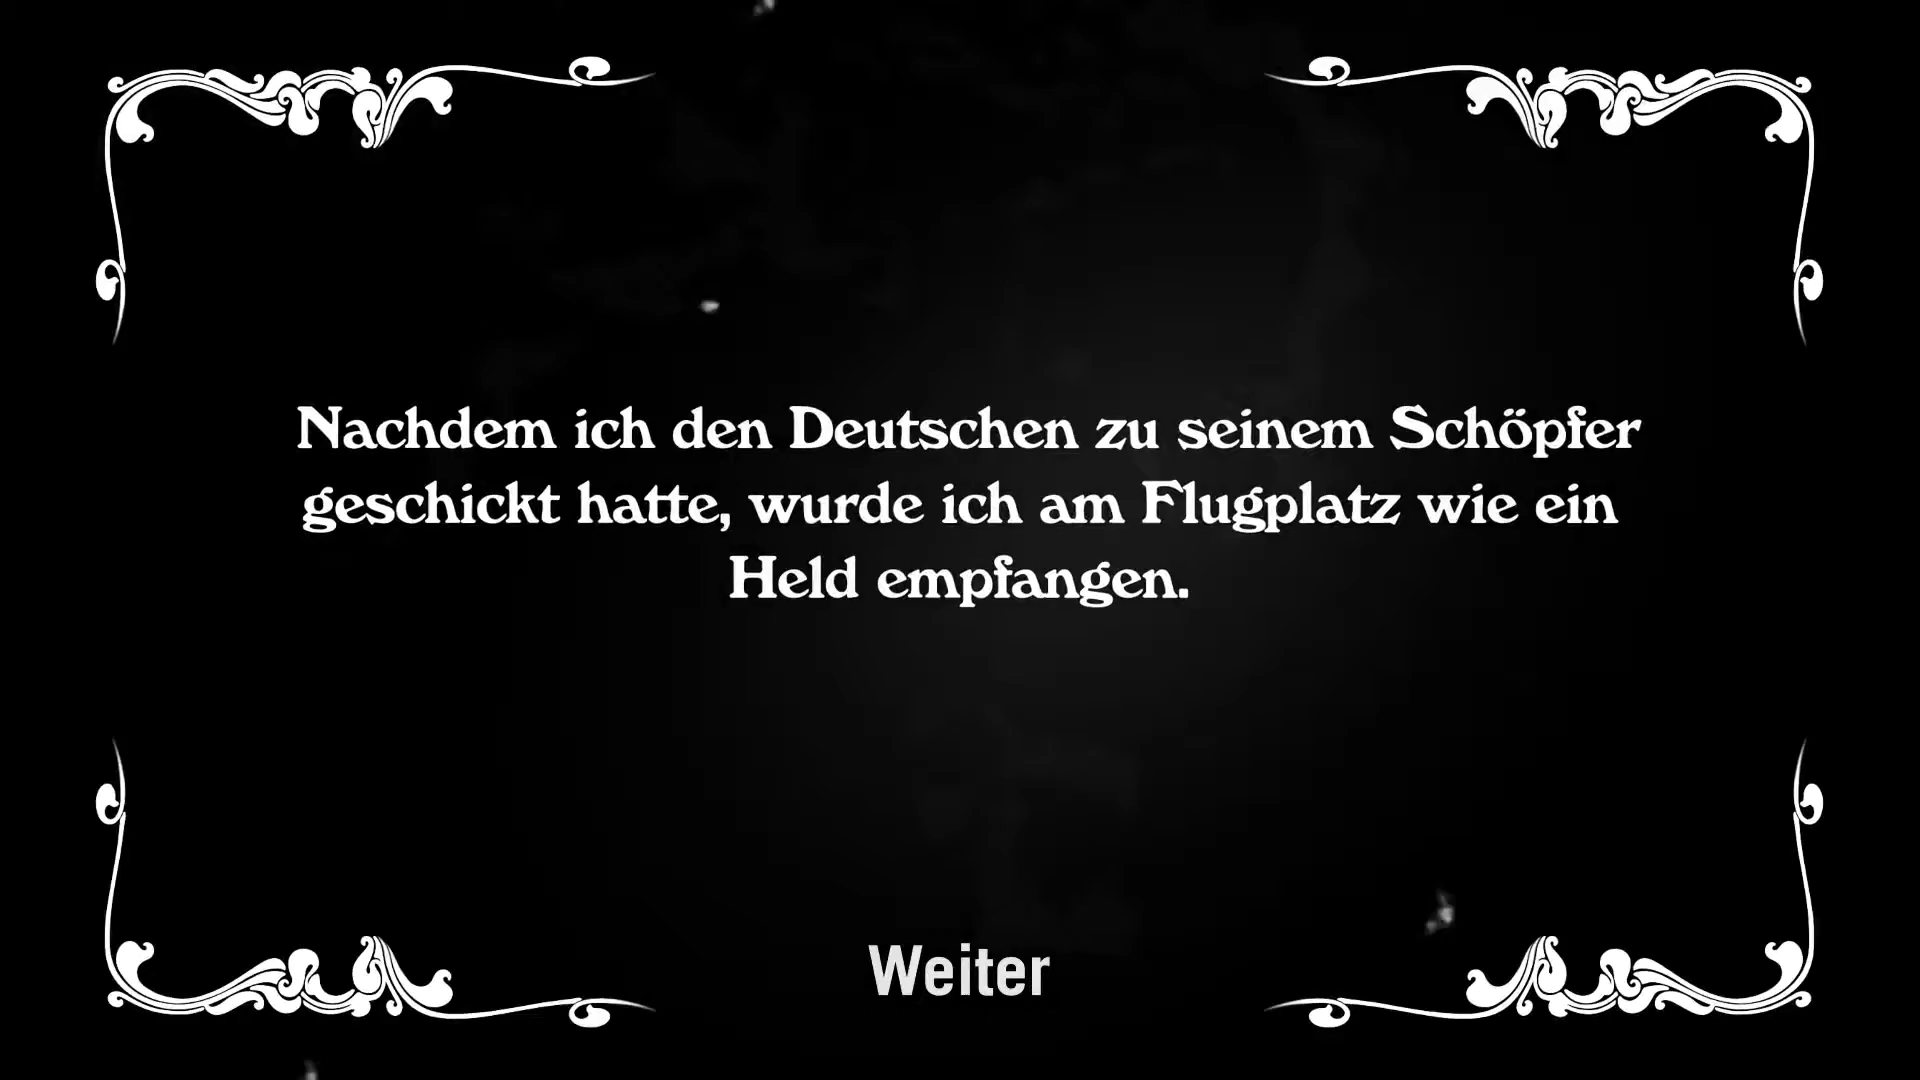 Nachdem ich den Deutschen zu seinem Schöpfer
geschickt hatte, wurde ich am Flugplatz wie ein
Held empfangen.
Weiter